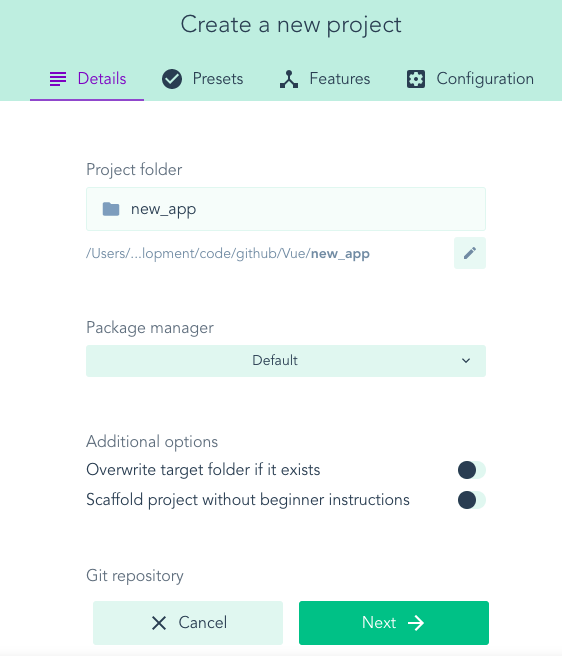 Create a new project
Details Presets Features Configuration
Project folder
new_app
/Users/...lopment/code/github/Vue/new_app
Package manager
Default
Additional options
Overwrite target folder if it exists
Scaffold project without beginner instructions
Git repository
Cancel Next